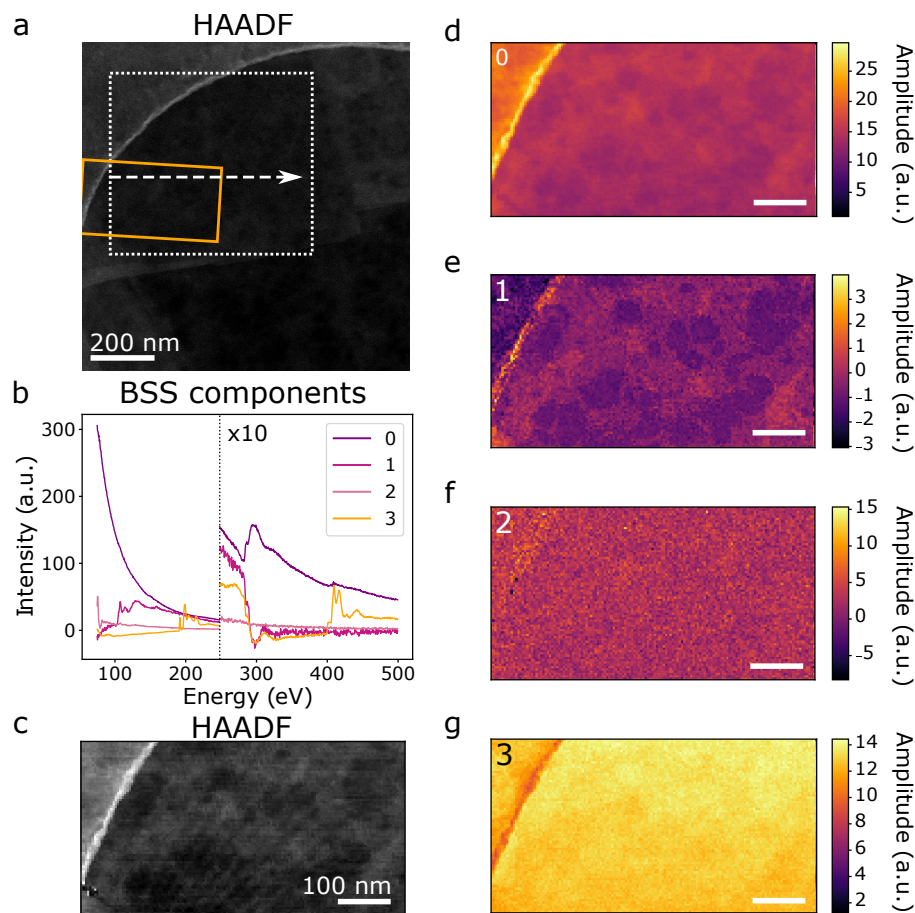 a
HAADF
200 nm
b
BSS components
x10
0
1
2
3
300
200
100
0
Intensity (a.u.)
100
200
300
400
500
Energy (eV)
c
HAADF
100 nm
d
0
25
20
15
10
5
Amplitude (a.u.)
e
1
3
2
1
0
−1
−2
−3
Amplitude (a.u.)
f
2
15
10
5
0
−5
Amplitude (a.u.)
g
3
14
12
10
8
6
4
2
Amplitude (a.u.)